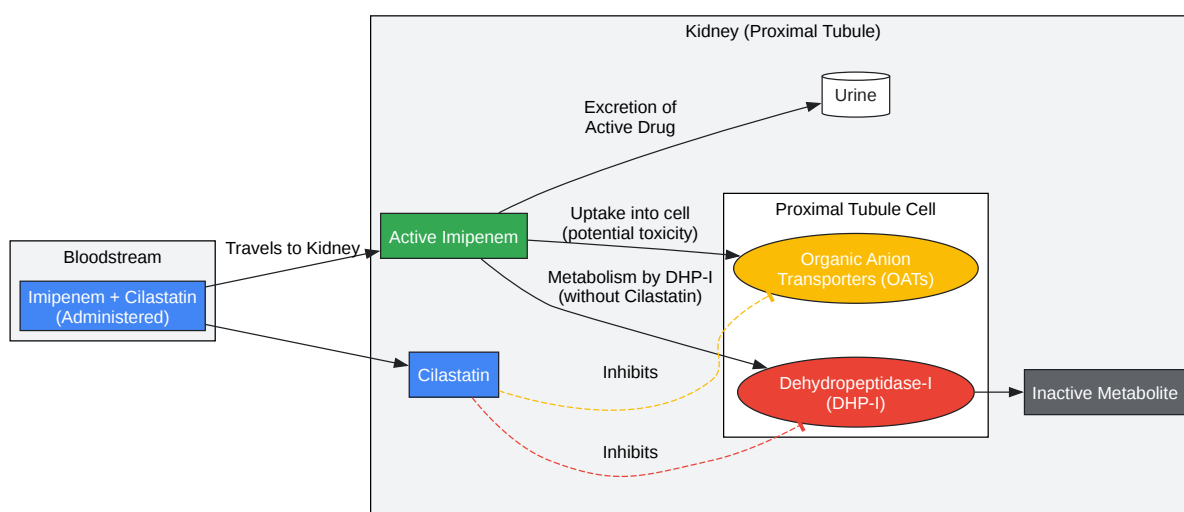 Kidney (Proximal Tubule)
Urine
Excretion of
Active Drug
Proximal Tubule Cell
Active Imipenem
Uptake into cell
(potential toxicity)
Organic Anion
Transporters (OATs)
Travels to Kidney
Bloodstream
Imipenem + Cilastatin
(Administered)
Metabolism by DHP-I
(without Cilastatin)
Cilastatin
Inhibits
Dehydropeptidase-I
(DHP-I)
Inactive Metabolite
Inhibits